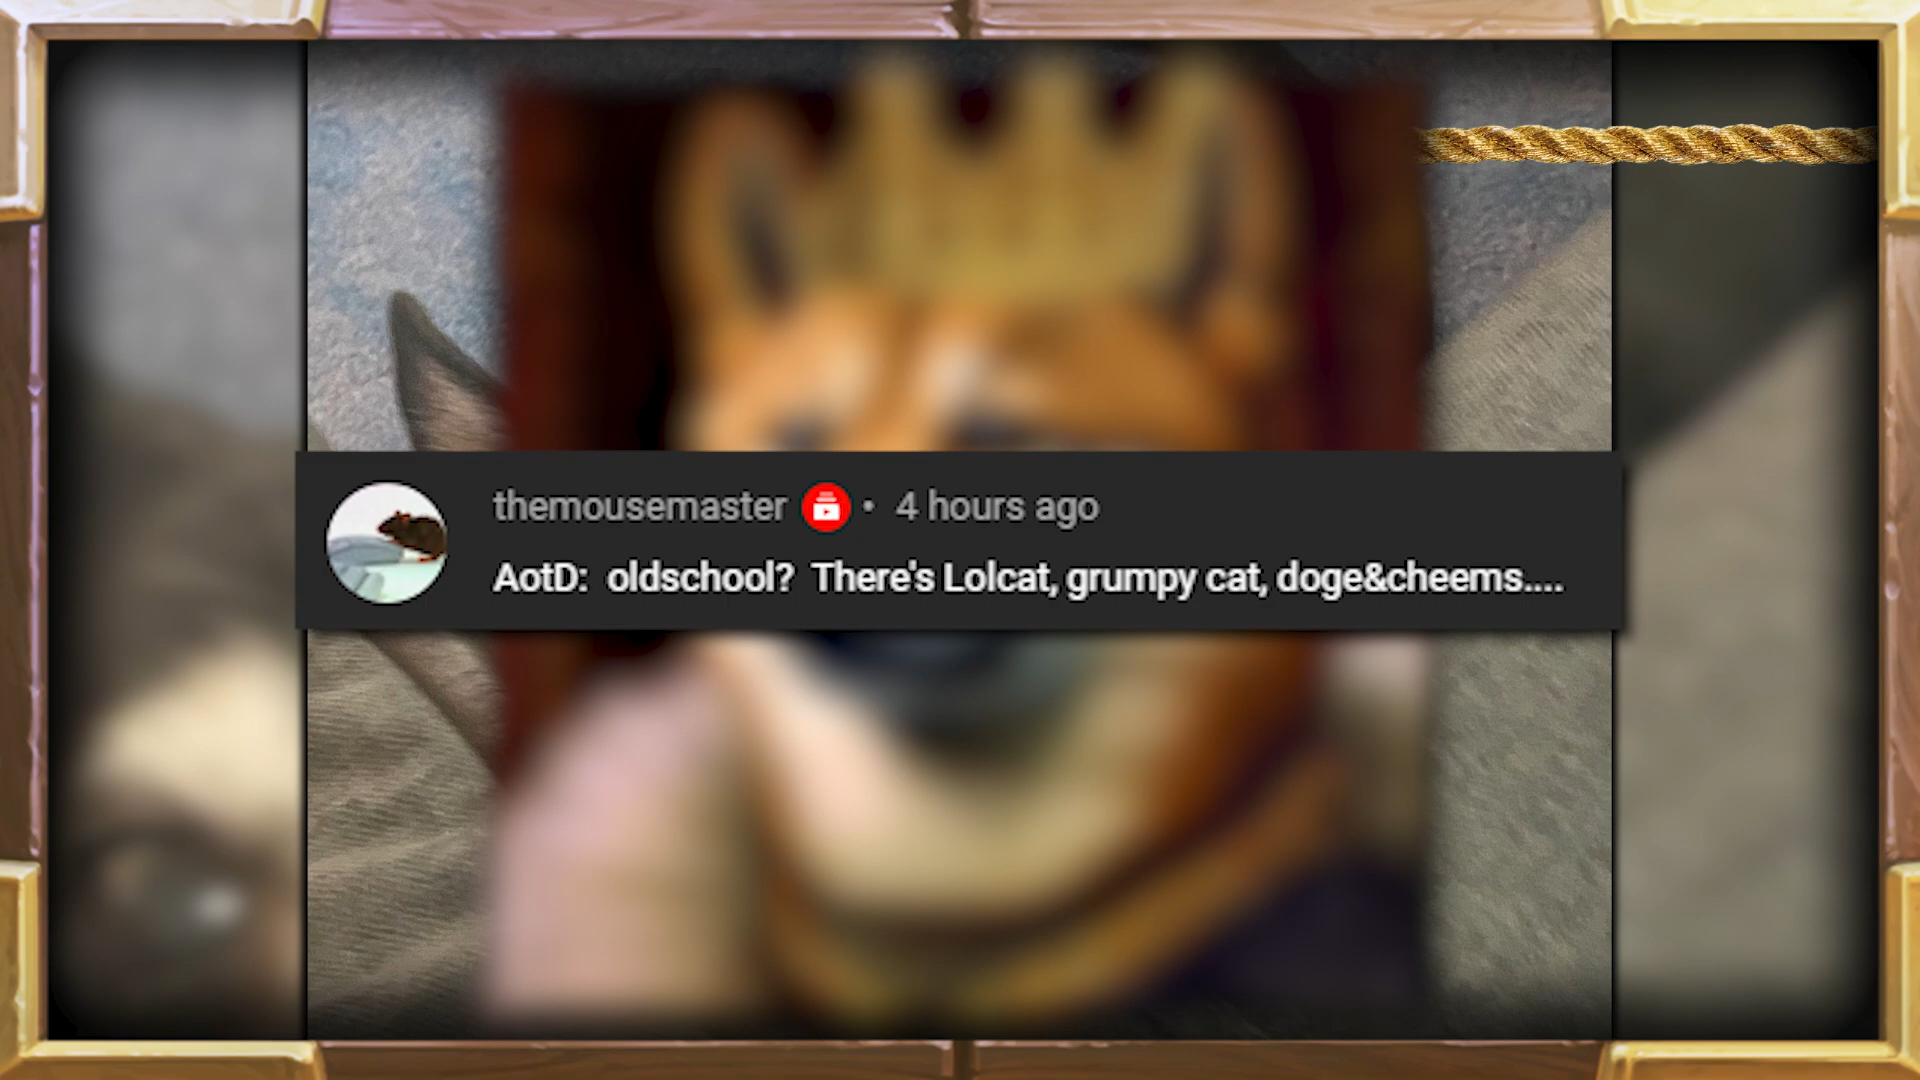 themousemaster • 4 hours ago
AotD: oldschool? There's Lolcat, grumpy cat, doge&cheems....